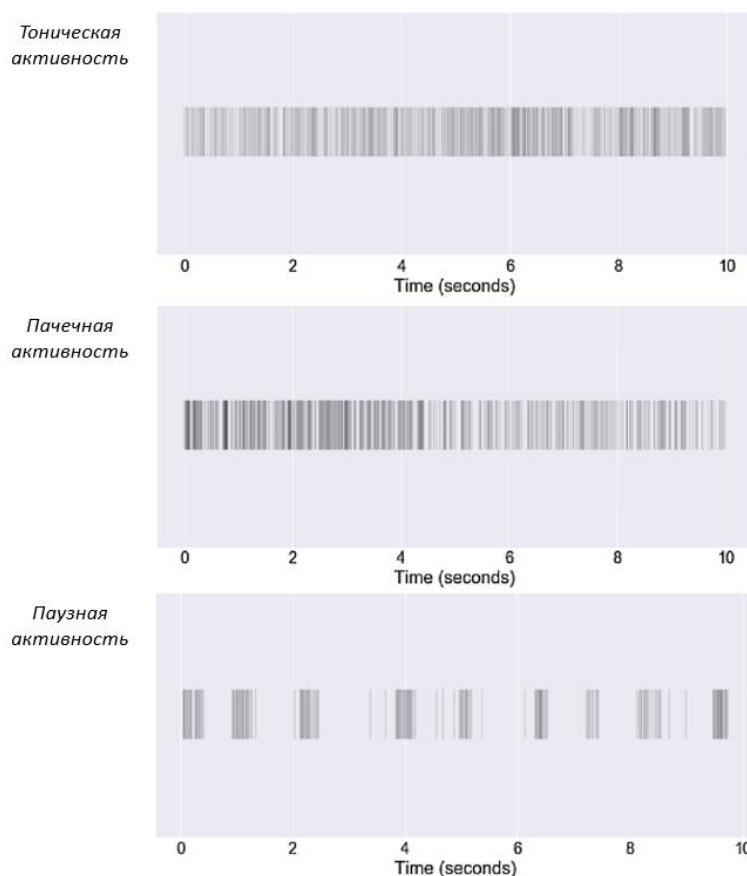 Тоническая
активность
0 2 4 6 8 10
Time (seconds)
Пачечная
активность
0 2 4 6 8 10
Time (seconds)
Паузная
активность
0 2 4 6 8 10
Time (seconds)